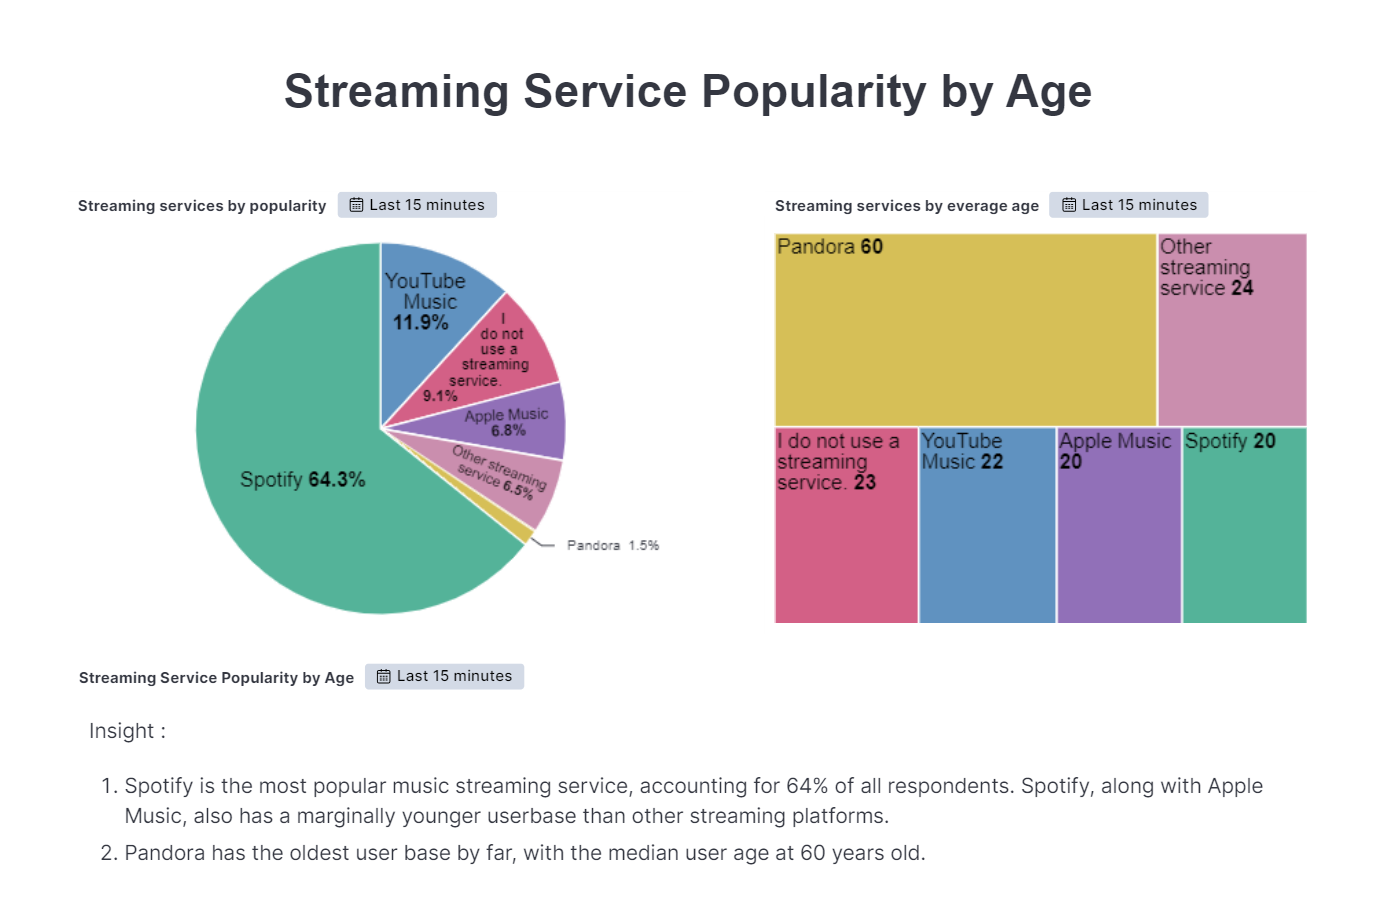 Streaming Service Popularity by Age
Streaming services by popularity Last 15 minutes
YouTube
Music
11.9%
I
do not
use a
streaming
service.
9.1%
Apple Music
6.8%
Other streaming
service 6.5%
Spotify 64.3%
Pandora 1.5%
Streaming services by everage age Last 15 minutes
Pandora 60
Other
streaming
service 24
I do not use a
streaming
service. 23
YouTube
Music 22
Apple Music
20
Spotify 20
Streaming Service Popularity by Age Last 15 minutes
Insight :
1. Spotify is the most popular music streaming service, accounting for 64% of all respondents. Spotify, along with Apple
Music, also has a marginally younger userbase than other streaming platforms.
2. Pandora has the oldest user base by far, with the median user age at 60 years old.